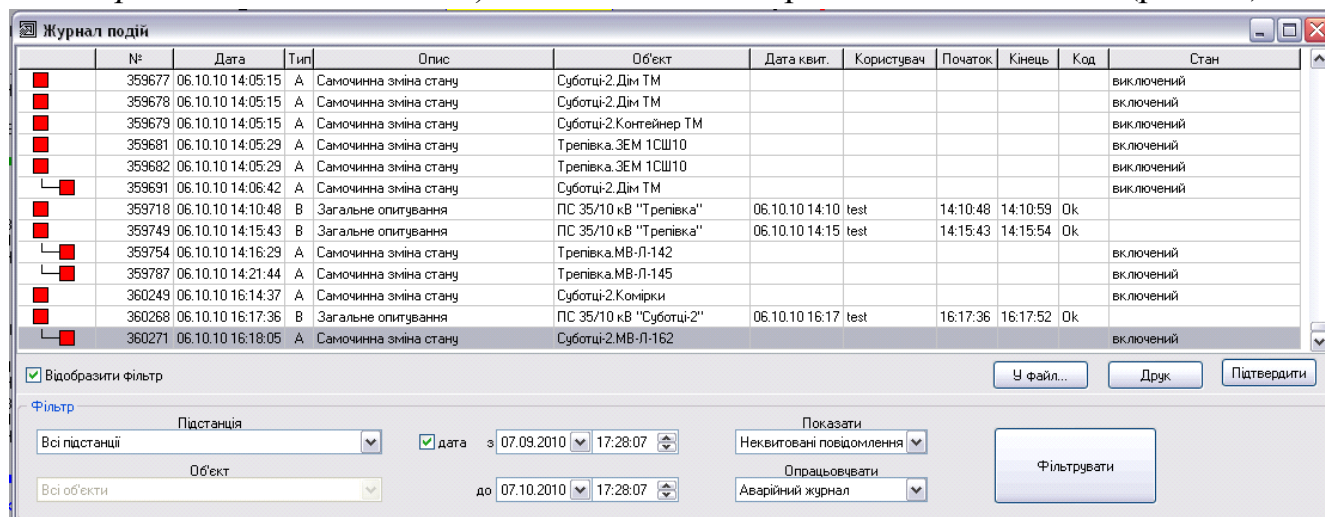 Журнал подій
№ Дата Тип Опис Об'єкт Дата квит. Користувач Початок Кінець Код Стан
359677 06.10.10 14:05:15 А Самочинна зміна стану Суботці-2.Дім ТМ виключений
359678 06.10.10 14:05:15 А Самочинна зміна стану Суботці-2.Дім ТМ включений
359679 06.10.10 14:05:15 А Самочинна зміна стану Суботці-2.Контейнер ТМ виключений
359681 06.10.10 14:05:29 А Самочинна зміна стану Трепівка.ЗЕМ 1СШ10 включений
359682 06.10.10 14:05:29 А Самочинна зміна стану Трепівка.ЗЕМ 1СШ10 виключений
359691 06.10.10 14:06:42 А Самочинна зміна стану Суботці-2.Дім ТМ виключений
359718 06.10.10 14:10:48 В Загальне опитування ПС 35/10 кВ "Трепівка" 06.10.10 14:10 test 14:10:48 14:10:59 Ok
359749 06.10.10 14:15:43 В Загальне опитування ПС 35/10 кВ "Трепівка" 06.10.10 14:15 test 14:15:43 14:15:54 Ok
359754 06.10.10 14:16:29 А Самочинна зміна стану Трепівка.МВ-Л-142 включений
359787 06.10.10 14:21:44 А Самочинна зміна стану Трепівка.МВ-Л-145 включений
360249 06.10.10 16:14:37 А Самочинна зміна стану Суботці-2.Комірки включений
360268 06.10.10 16:17:36 В Загальне опитування ПС 35/10 кВ "Суботці-2" 06.10.10 16:17 test 16:17:36 16:17:52 Ok
360271 06.10.10 16:18:05 А Самочинна зміна стану Суботці-2.МВ-Л-162 включений
Відобразити фільтр У файл... Друк Підтвердити
Фільтр
Підстанція Показати
Всі підстанції дата з 07.09.2010 17:28:07 Неквитовані повідомлення
Фільтрувати
Об'єкт Опрацьовувати
Всі об'єкти до 07.10.2010 17:28:07 Аварійний журнал